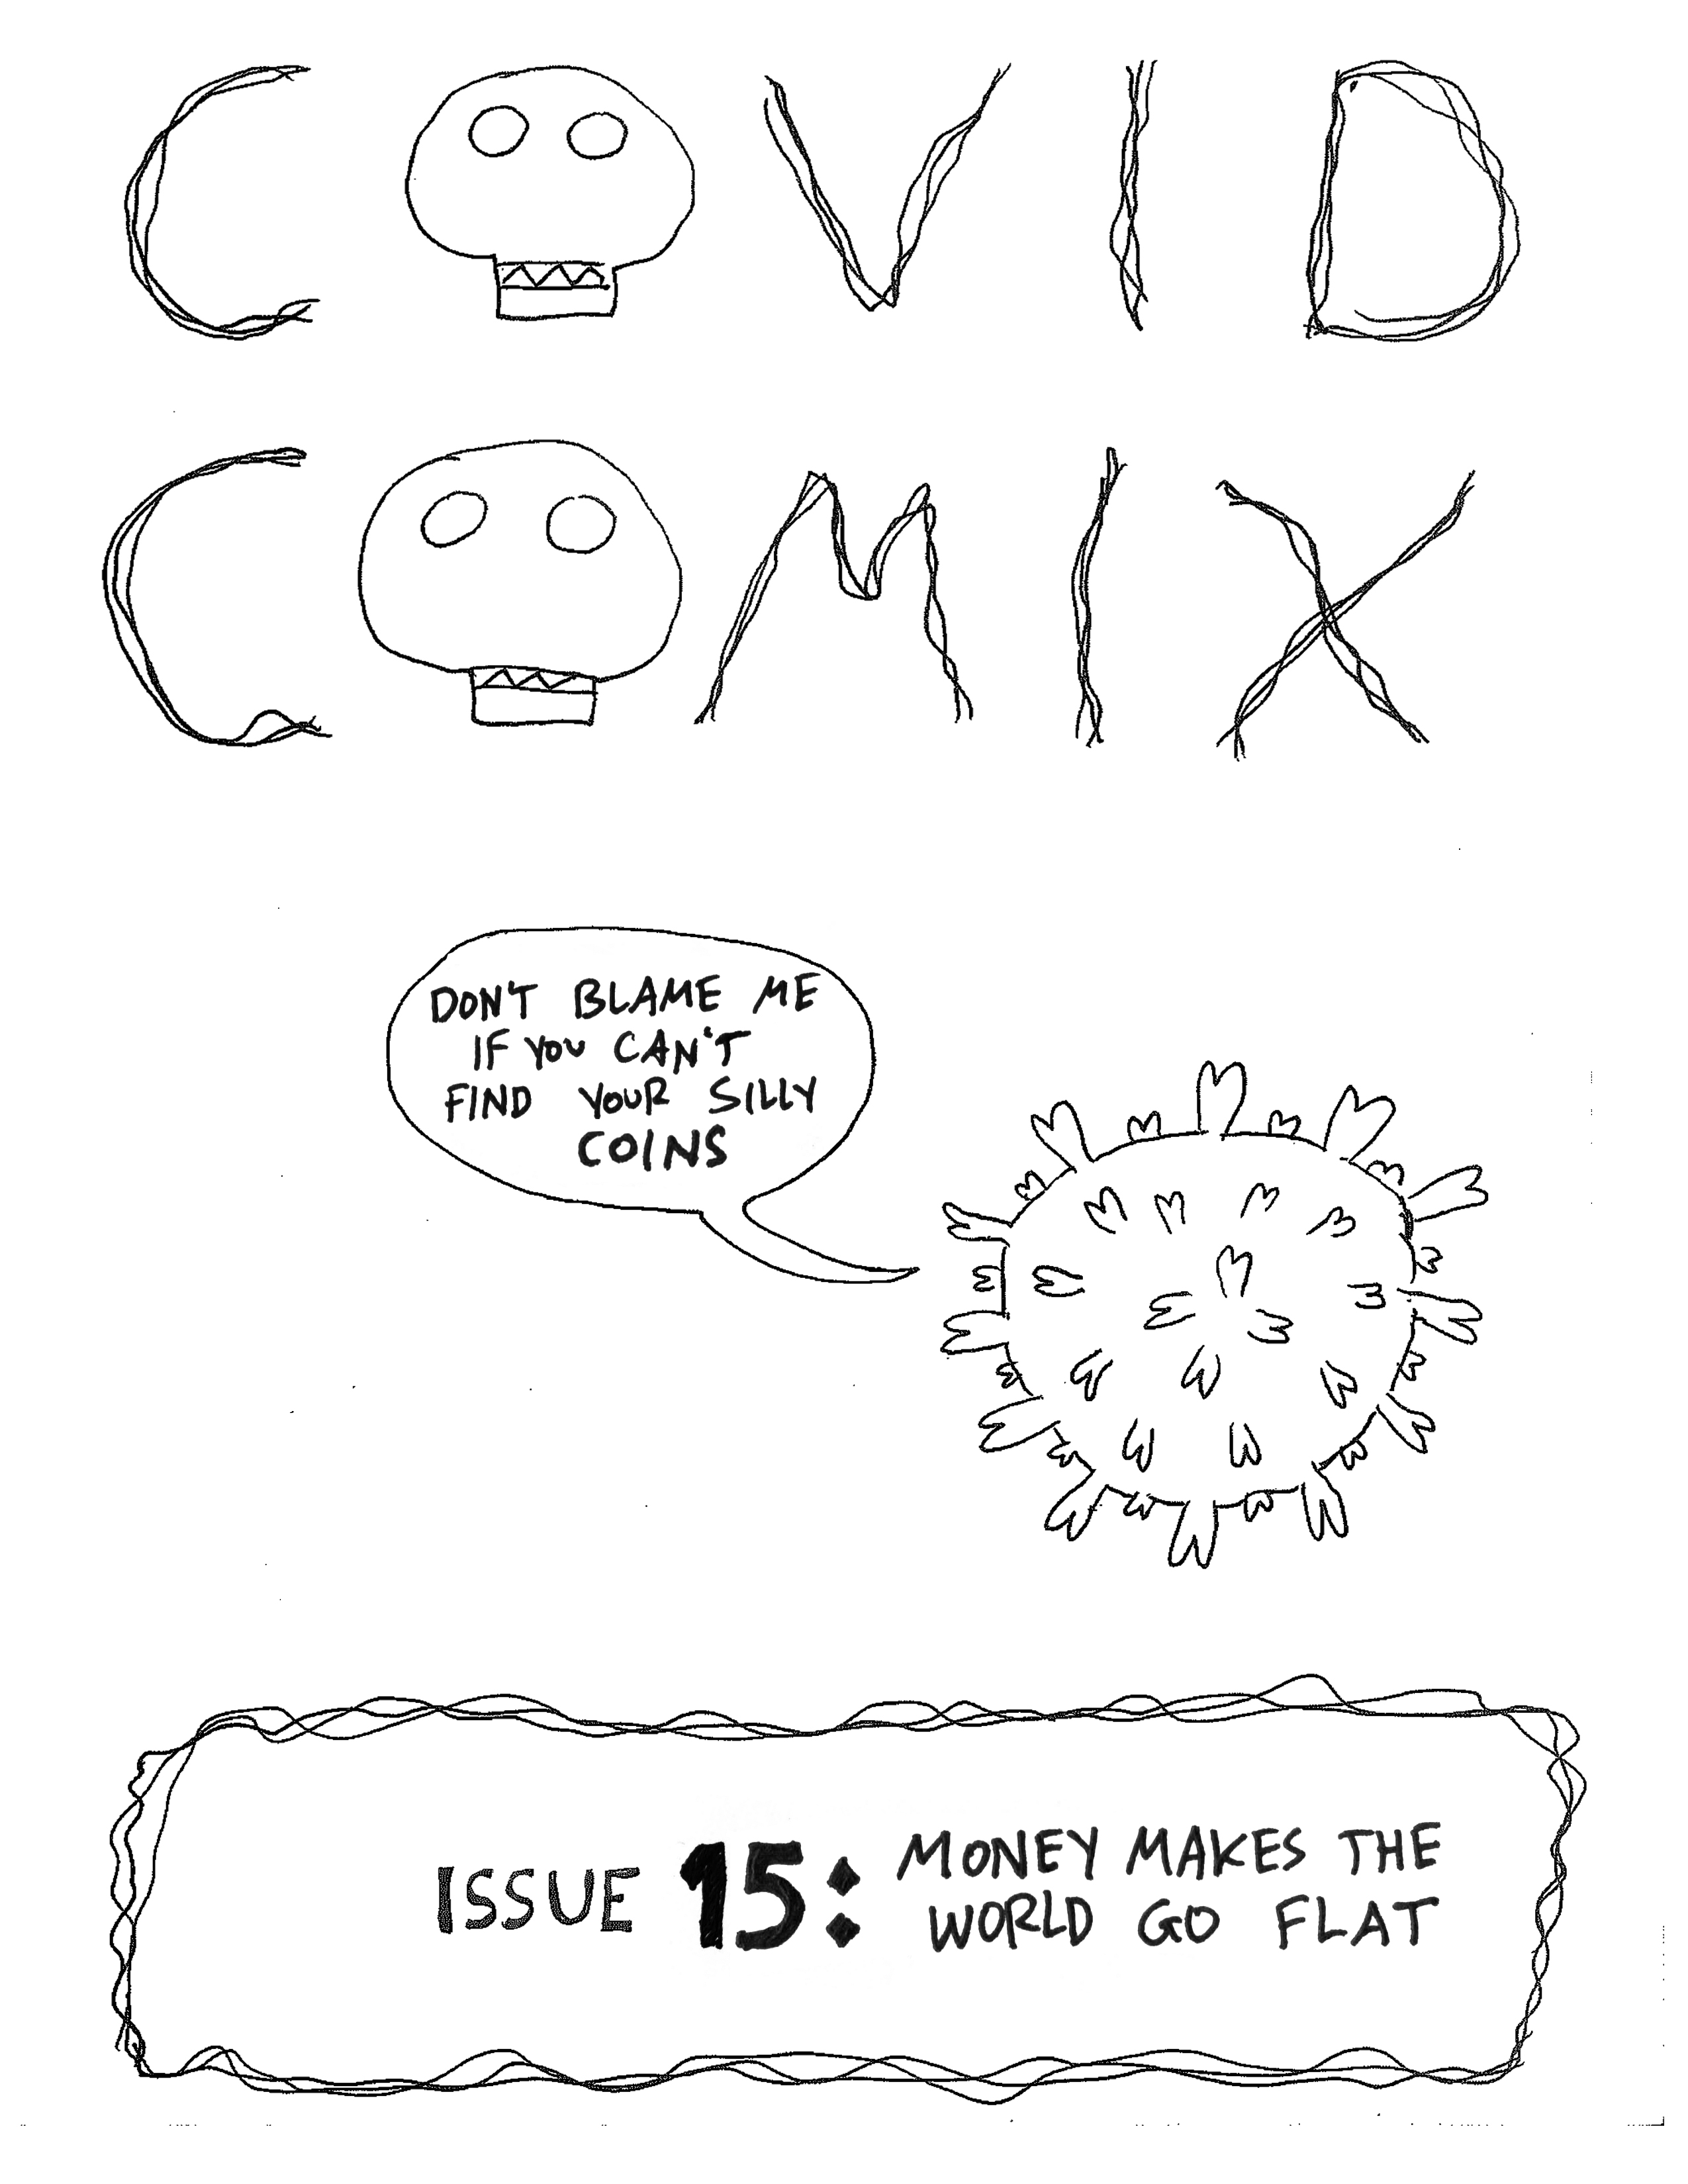 COVID
COMIX
DON'T BLAME ME
IF YOU CAN'T
FIND YOUR SILLY
COINS
ISSUE 15: MONEY MAKES THE
WORLD GO FLAT